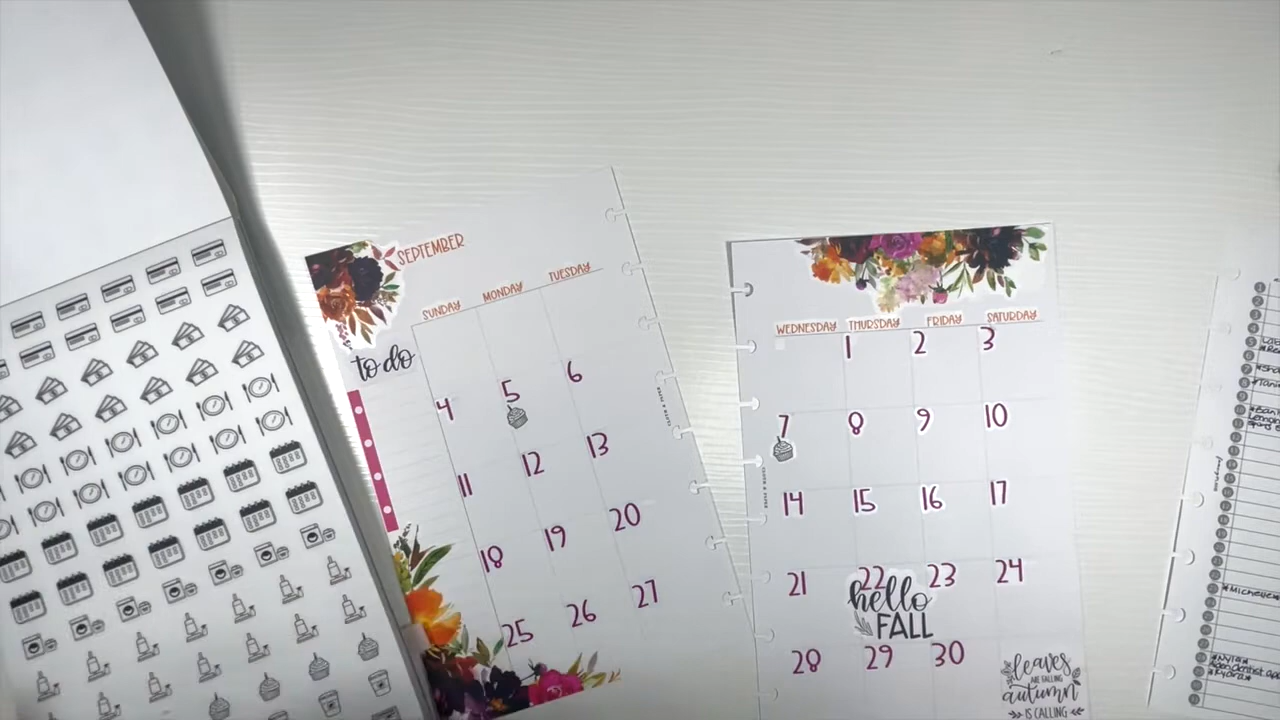 SEPTEMBER
SUNDAY MONDAY TUESDAY
to do
4 5 6
11 12 13
18 19 20
25 26 27
WEDNESDAY THURSDAY FRIDAY SATURDAY
1 2 3
7 8 9 10
14 15 16 17
21 22 23 24
hello
FALL
28 29 30
leaves
ARE FALLING
autumn
IS CALLING